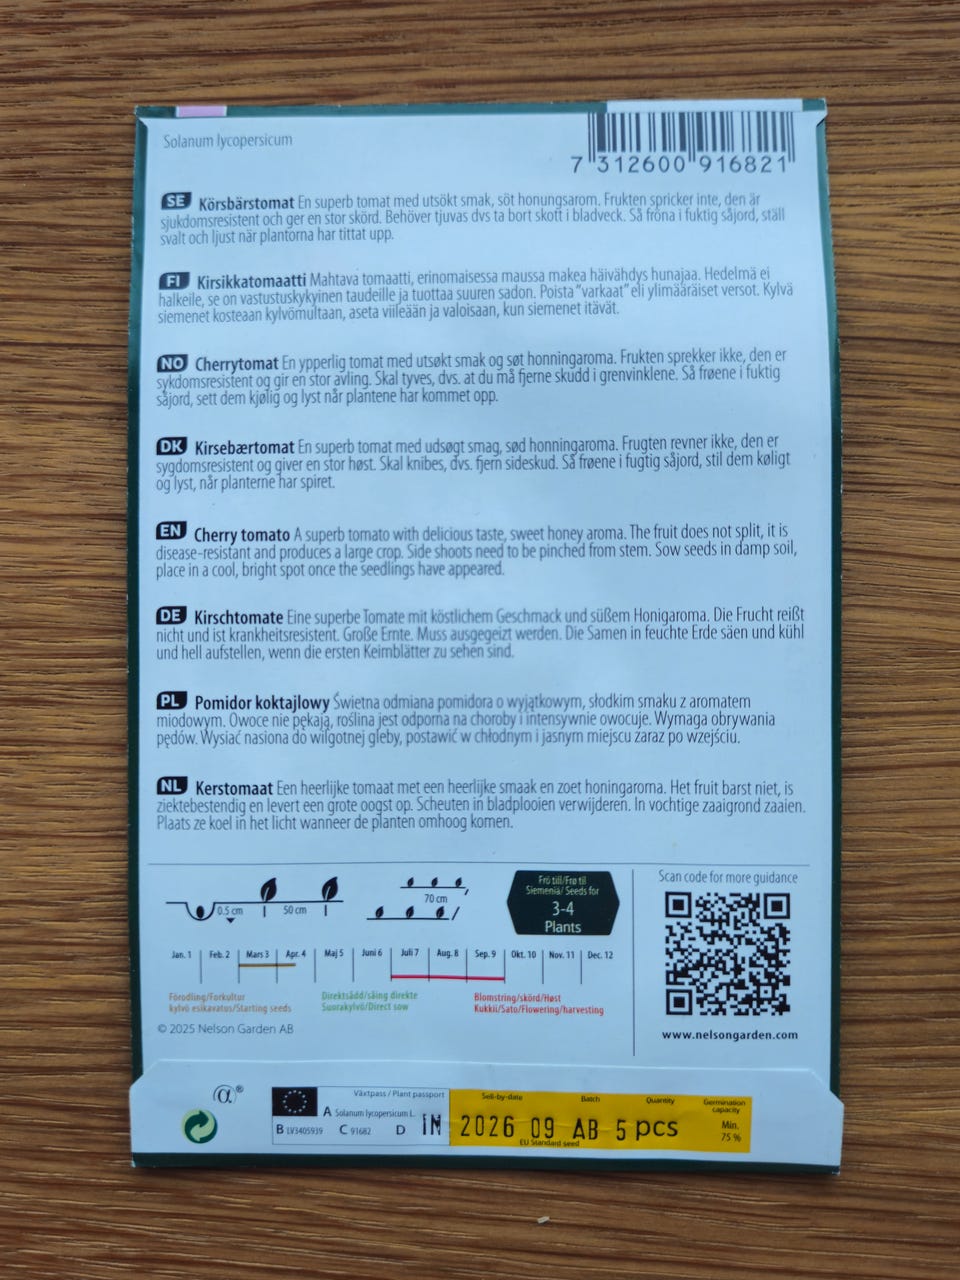 Solanum lycopersicum
7 312600 916821
SE Körsbärstomat En superb tomat med utsökt smak, söt honungsarom. Frukten spricker inte, den är
sjukdomsresistent och ger en stor skörd. Behöver tjuvas dvs ta bort skott i bladveck. Så fröna i fuktig såjord, ställ
svalt och ljust när plantorna har tittat upp.
FI Kirsikkatomaatti Mahtava tomaatti, erinomaisessa maussa makea häivähdys hunajaa. Hedelmä ei
halkeile, se on vastustuskykyinen taudeille ja tuottaa suuren sadon. Poista "varkaat" eli ylimääräiset versot. Kylvä
siemenet kosteaan kylvömultaan, aseta viileään ja valoisaan, kun siemenet itävät.
NO Cherrytomat En ypperlig tomat med utsøkt smak og søt honningaroma. Frukten sprekker ikke, den er
sykdomsresistent og gir en stor avling. Skal tyves, dvs. at du må fjerne skudd i grenvinklene. Så frøene i fuktig
såjord, sett dem kjølig og lyst når plantene har kommet opp.
DK Kirsebærtomat En superb tomat med udsøgt smag, sød honningaroma. Frugten revner ikke, den er
sygdomsresistent og giver en stor høst. Skal knibes, dvs. fjern sideskud. Så frøene i fugtig såjord, stil dem køligt
og lyst, når planterne har spiret.
EN Cherry tomato A superb tomato with delicious taste, sweet honey aroma. The fruit does not split, it is
disease-resistant and produces a large crop. Side shoots need to be pinched from stem. Sow seeds in damp soil,
place in a cool, bright spot once the seedlings have appeared.
DE Kirschtomate Eine superbe Tomate mit köstlichem Geschmack und süßem Honigaroma. Die Frucht reißt
nicht und ist krankheitsresistent. Große Ernte. Muss ausgegeizt werden. Die Samen in feuchte Erde säen und kühl
und hell aufstellen, wenn die ersten Keimblätter zu sehen sind.
PL Pomidor koktajlowy Świetna odmiana pomidora o wyjątkowym, słodkim smaku z aromatem
miodowym. Owoce nie pękają, roślina jest odporna na choroby i intensywnie owocuje. Wymaga obrywania
pędów. Wysiać nasiona do wilgotnej gleby, postawić w chłodnym i jasnym miejscu zaraz po wzejściu.
NL Kerstomaat Een heerlijke tomaat met een heerlijke smaak en zoet honingaroma. Het fruit barst niet, is
ziektebestendig en levert een grote oogst op. Scheuten in bladplooien verwijderen. In vochtige zaaigrond zaaien.
Plaats ze koel in het licht wanneer de planten omhoog komen.
0.5 cm
50 cm
70 cm
Frö till/Frø til
Siemeniä/Seeds for
3-4
Plants
Scan code for more guidance
www.nelsongarden.com
Jan. 1 Feb. 2 Mars 3 Apr. 4 Maj 5 Juni 6 Juli 7 Aug. 8 Sep. 9 Okt. 10 Nov. 11 Dec. 12
Förodling/Forkultur
kylvö esikavatus/Starting seeds
Direktsådd/såing direkte
Suorakylvö/Direct sow
Blomstring/skörd/Høst
Kukkii/Sato/Flowering/harvesting
© 2025 Nelson Garden AB
α®
Växtpass / Plant passport
A Solanum lycopersicum L.
B LV3405939 C 91682 D IN
Sell-by-date Batch Quantity Germination
capacity
2026 09 AB 5 pcs
Min.
75 %
EU Standard seed